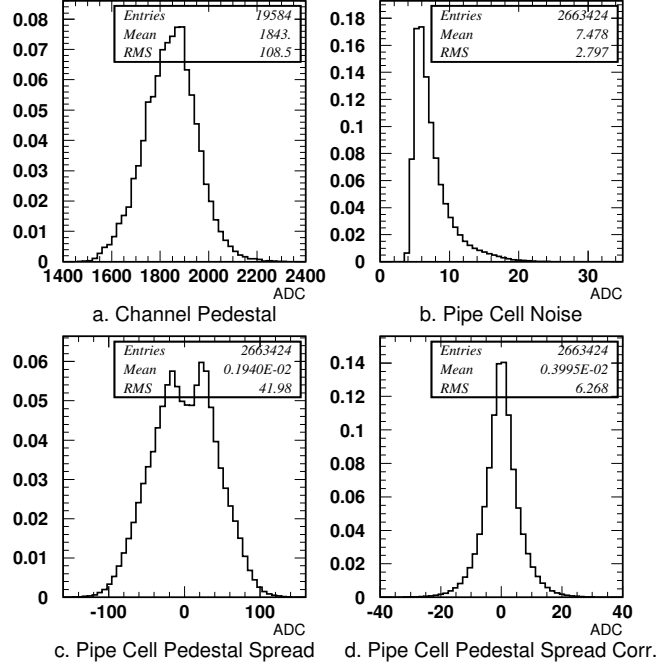 Entries 19584
Mean 1843.
RMS 108.5
0.08
0.07
0.06
0.05
0.04
0.03
0.02
0.01
0
1400 1600 1800 2000 2200 2400
ADC
a. Channel Pedestal
Entries 2663424
Mean 7.478
RMS 2.797
0.18
0.16
0.14
0.12
0.1
0.08
0.06
0.04
0.02
0
0 10 20 30
ADC
b. Pipe Cell Noise
Entries 2663424
Mean 0.1940E-02
RMS 41.98
0.06
0.05
0.04
0.03
0.02
0.01
0
-100 0 100
ADC
c. Pipe Cell Pedestal Spread
Entries 2663424
Mean 0.3995E-02
RMS 6.268
0.14
0.12
0.1
0.08
0.06
0.04
0.02
0
-40 -20 0 20 40
ADC
d. Pipe Cell Pedestal Spread Corr.